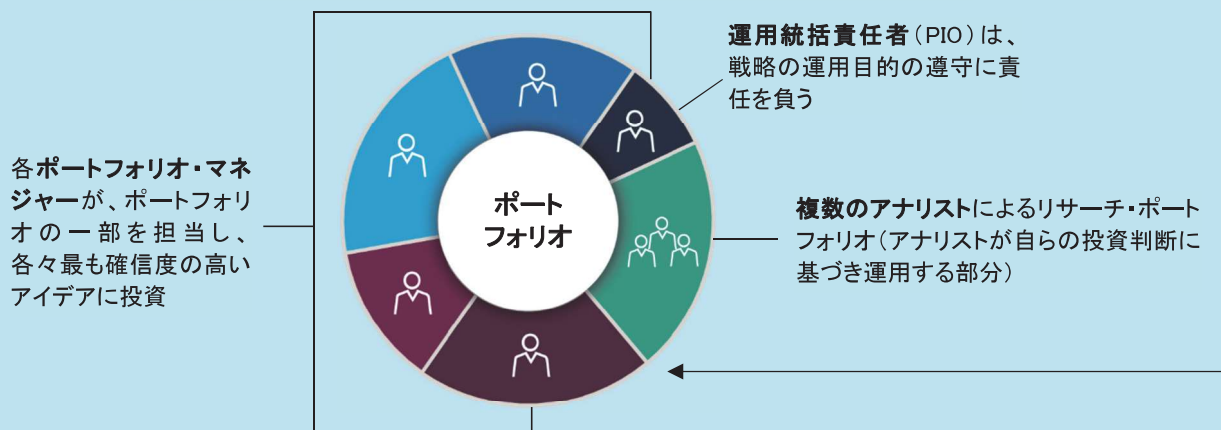 運用統括責任者（PIO）は、
戦略の運用目的の遵守に責
任を負う
各ポートフォリオ・マネ
ジャーが、ポートフォリ
オの一部を担当し、
各々最も確信度の高い
アイデアに投資
ポート
フォリオ
複数のアナリストによるリサーチ・ポート
フォリオ（アナリストが自らの投資判断に
基づき運用する部分）